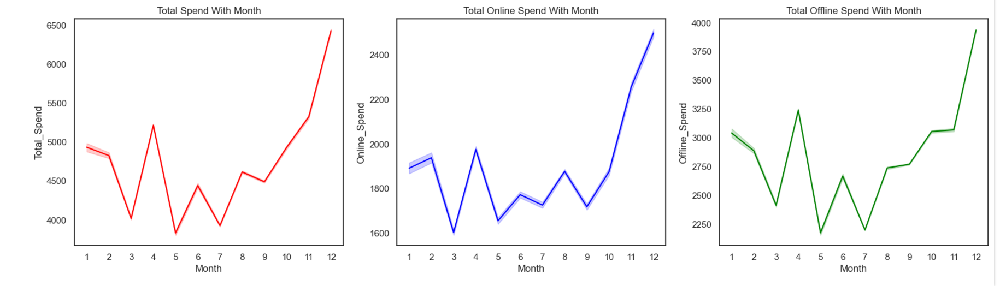 Total Spend With Month
6500
6000
5500
5000
4500
4000
Total_Spend
1 2 3 4 5 6 7 8 9 10 11 12
Month
Total Online Spend With Month
2400
2200
2000
1800
1600
Online_Spend
1 2 3 4 5 6 7 8 9 10 11 12
Month
Total Offline Spend With Month
4000
3750
3500
3250
3000
2750
2500
2250
Offline_Spend
1 2 3 4 5 6 7 8 9 10 11 12
Month